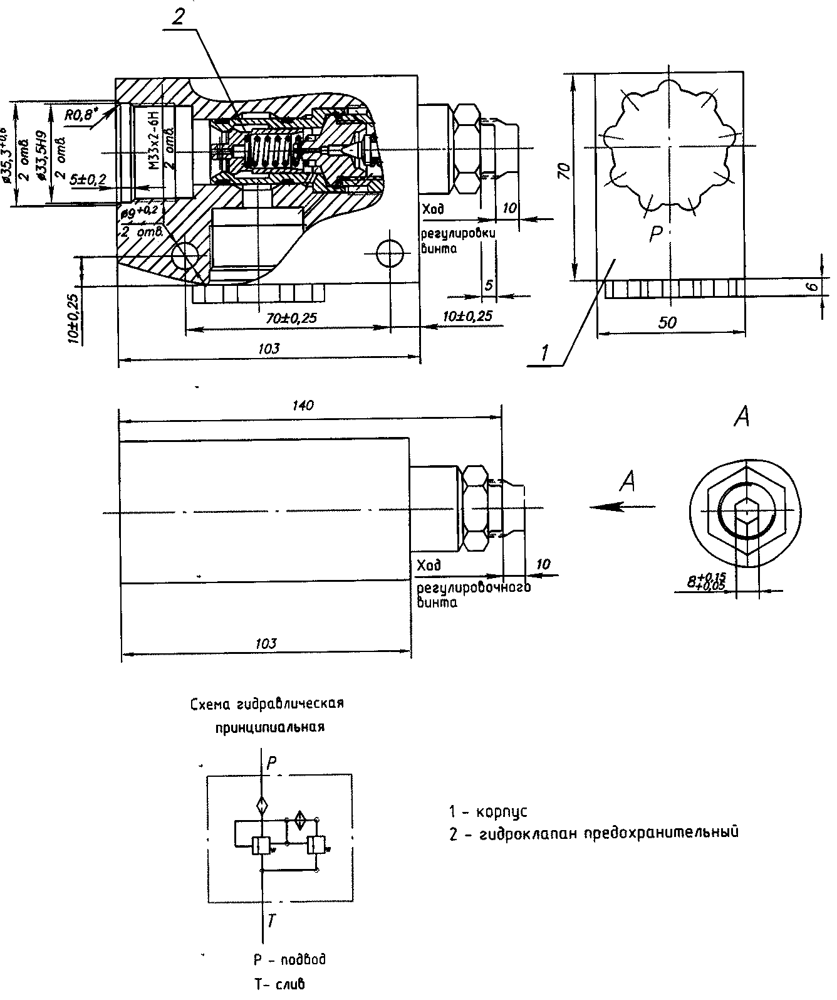 2
R0,8*
ø35,3+0,6
2 отв.
ø33,5H9
2 отв.
М33х2-6Н
2 отв.
5±0,2
ø9+0,2
2 отв.
10±0,25
70±0,25
10±0,25
103
Ход
регулировки
винта
10
5
70
Р
6
50
1
140
А
А
Ход
регулировочного
винта
10
103
8+0,15
+0,05
Схема гидравлическая
принципиальная
Р
Т
Р - подвод
Т- слив
1 - корпус
2 - гидроклапан предохранительный